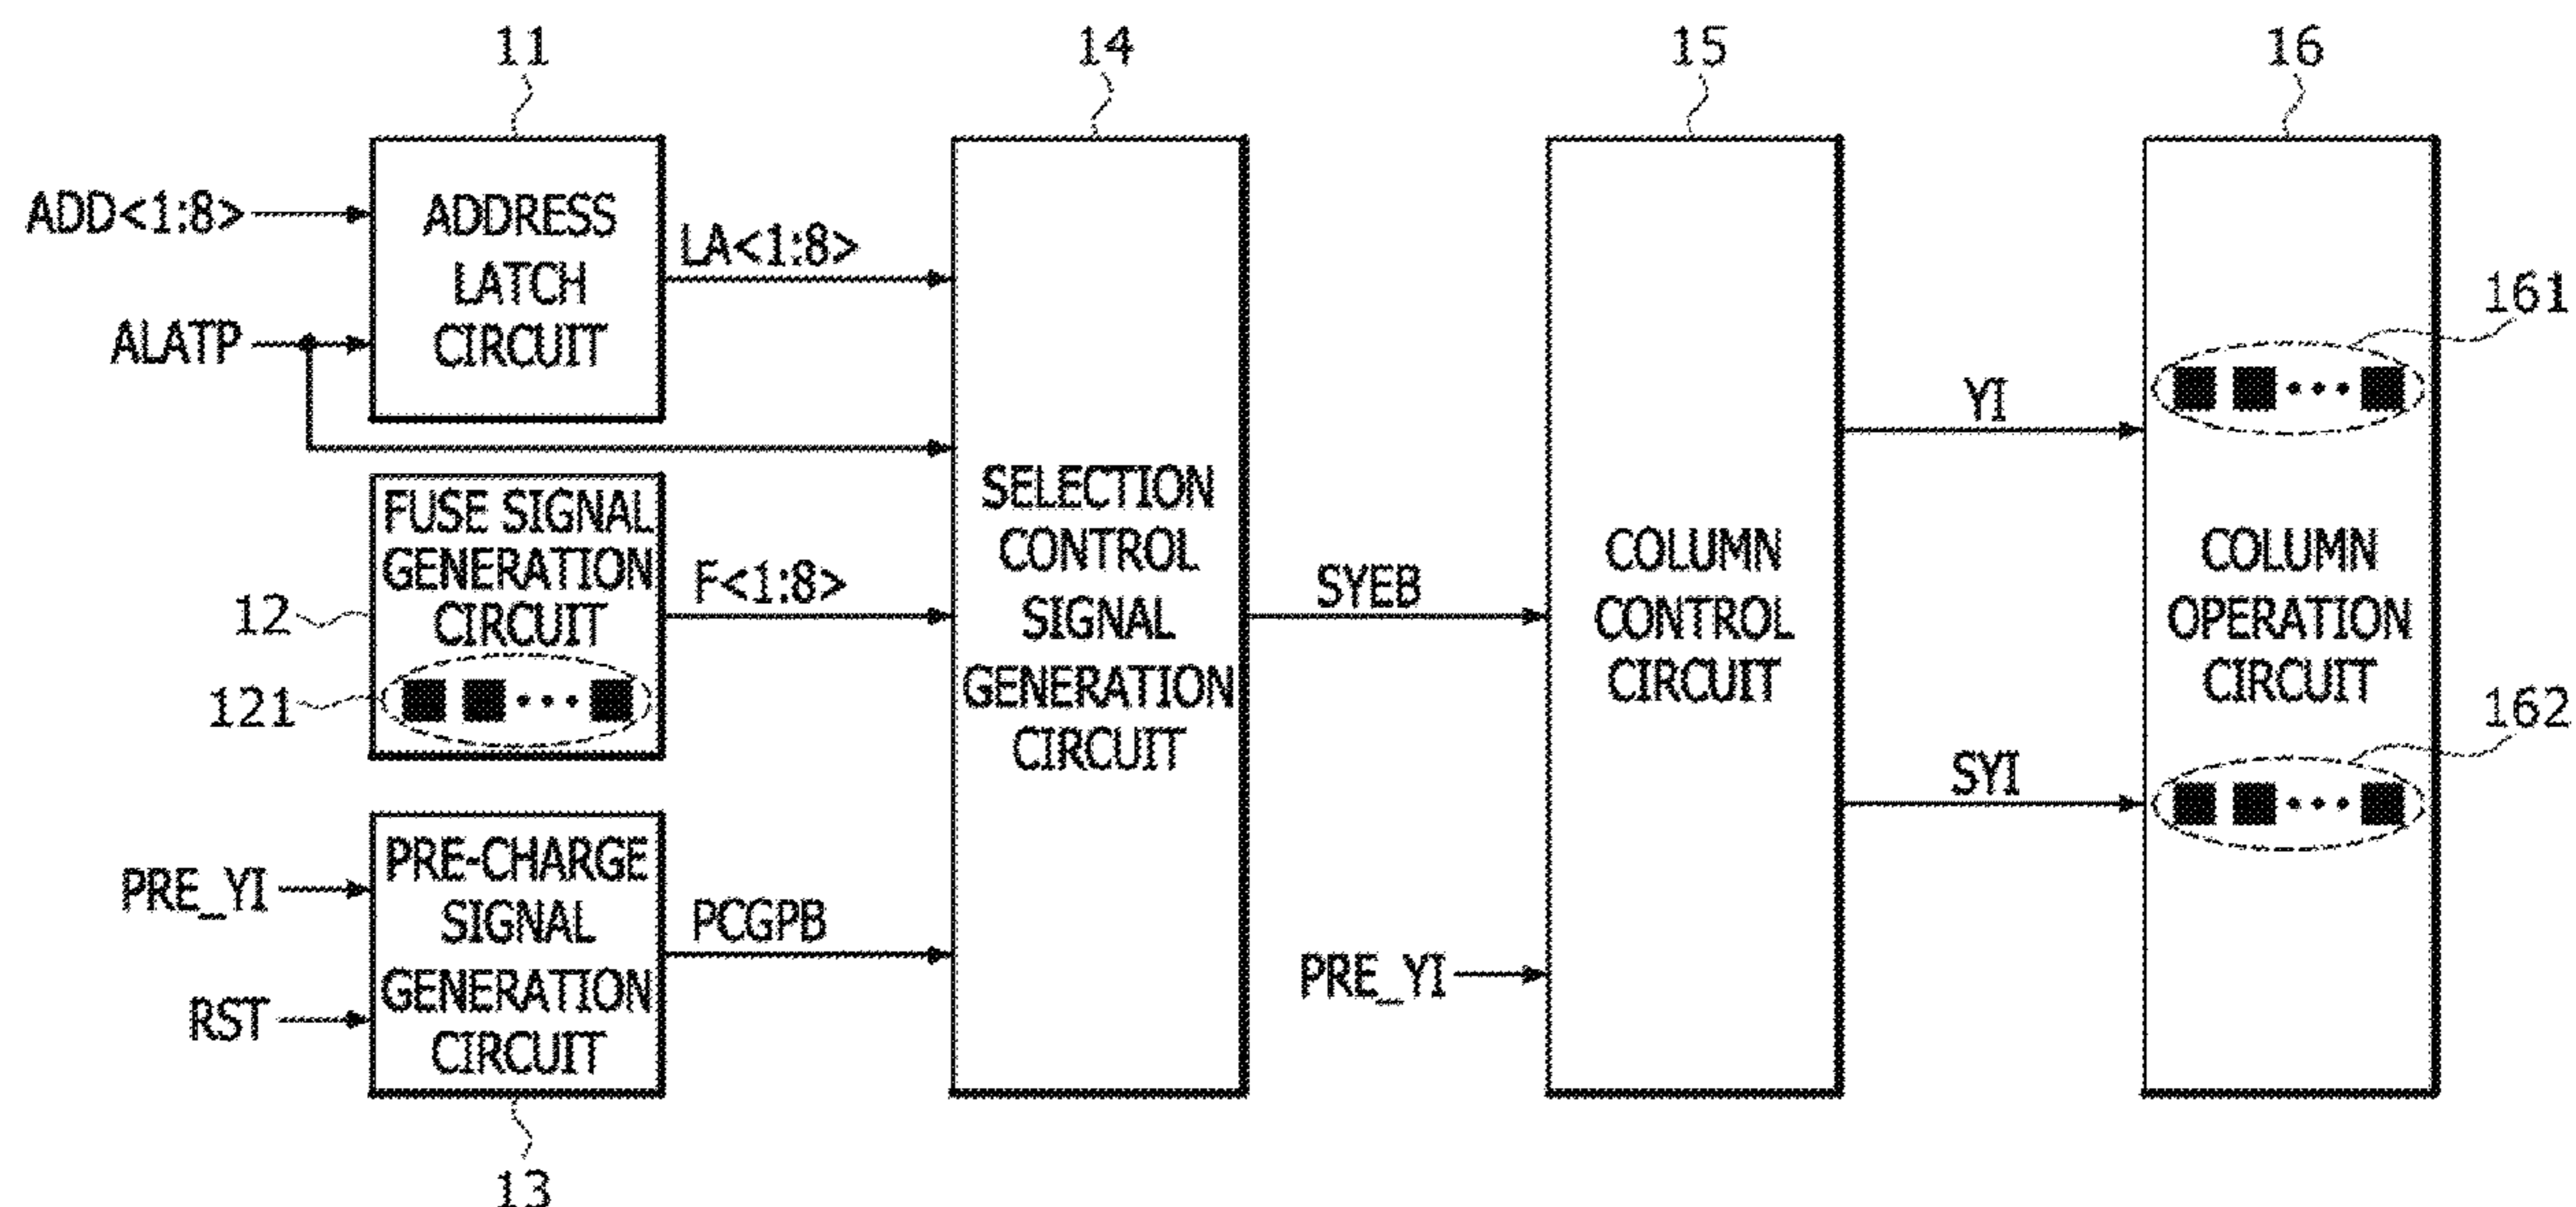 11
14
15
16
ADD<1:8>
ALATP
ADDRESS
LATCH
CIRCUIT
LA<1:8>
12
121
FUSE SIGNAL
GENERATION
CIRCUIT
F<1:8>
PRE_YI
RST
PRE-CHARGE
SIGNAL
GENERATION
CIRCUIT
13
PCGPB
SELECTION
CONTROL
SIGNAL
GENERATION
CIRCUIT
SYEB
PRE_YI
COLUMN
CONTROL
CIRCUIT
YI
SYI
COLUMN
OPERATION
CIRCUIT
161
162